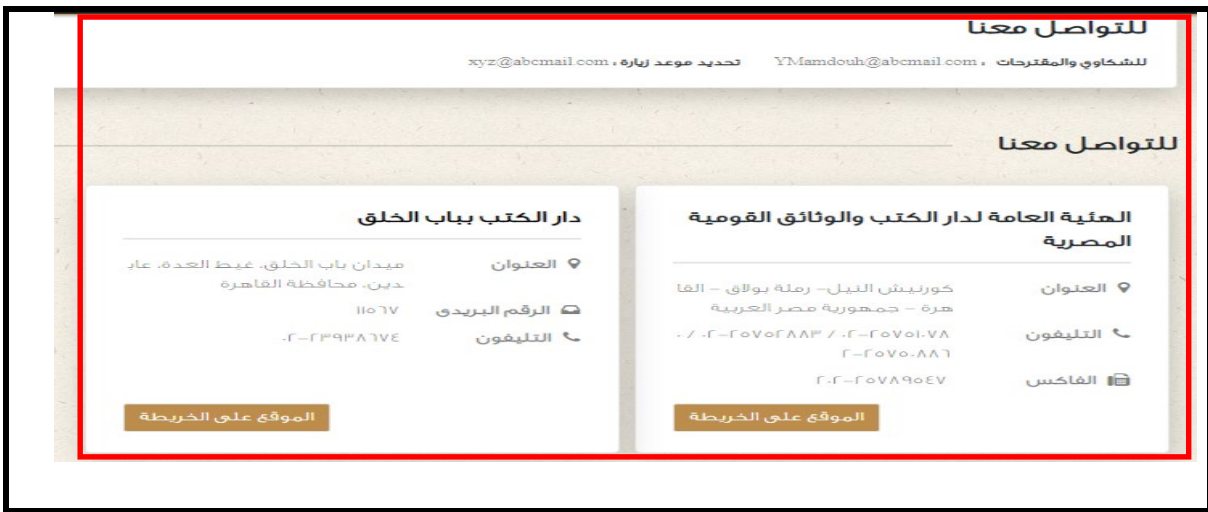 للتواصل معنا
للشكاوي والمقترحات ، YMamdouh@abcmail.com تحديد موعد زيارة ، xyz@abcmail.com
للتواصل معنا
الهئية العامة لدار الكتب والوثائق القومية
المصرية
العنوان كورنيش النيل– رملة بولاق – القا
هرة – جمهورية مصر العربية
التليفون ٢٥٧٥١٠٧٨-٠٢ / ٢٥٧٥٢٨٨٣-٠٢ / ٠
٢٥٧٥٠٨٨٦-٢
الفاكس ٢٥٧٨٩٥٤٧-٢٠٢
الموقع على الخريطة
دار الكتب بباب الخلق
العنوان ميدان باب الخلق، غيط العدة، عاب
دين، محافظة القاهرة
الرقم البريدى ١١٥٦٧
التليفون ٢٣٩٣٨٦٧٤-٠٢
الموقع على الخريطة